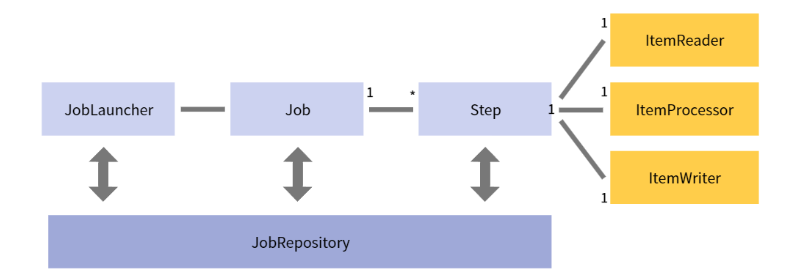 1
ItemReader
JobLauncher
Job
1
*
Step
1
1
ItemProcessor
ItemWriter
1
JobRepository